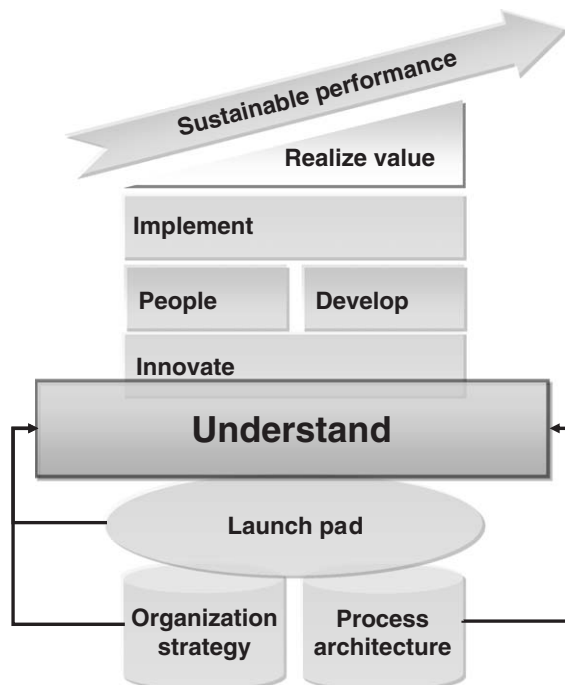 Sustainable performance
Realize value
Implement
People
Develop
Innovate
Understand
Launch pad
Organization
strategy
Process
architecture